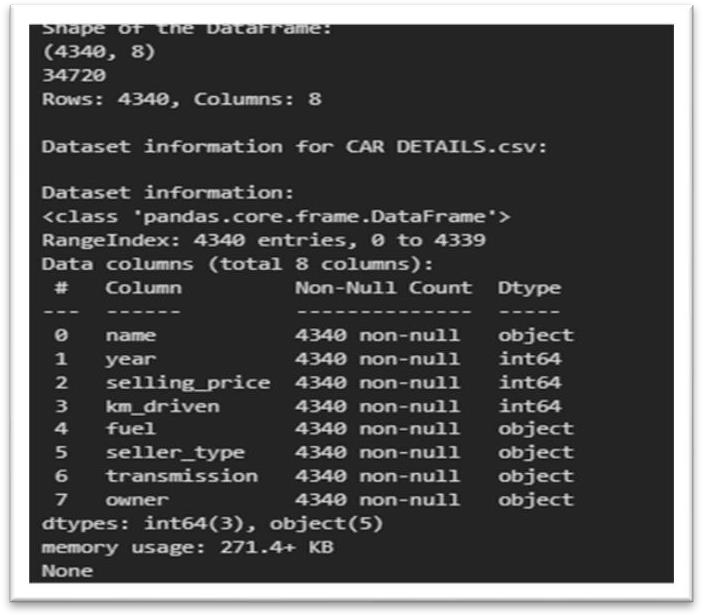 Shape of the DataFrame:
(4340, 8)
34720
Rows: 4340, Columns: 8
Dataset information for CAR DETAILS.csv:
Dataset information:
<class 'pandas.core.frame.DataFrame'>
RangeIndex: 4340 entries, 0 to 4339
Data columns (total 8 columns):
#   Column         Non-Null Count  Dtype
---  ------         --------------  -----
0   name           4340 non-null   object
1   year           4340 non-null   int64
2   selling_price  4340 non-null   int64
3   km_driven      4340 non-null   int64
4   fuel           4340 non-null   object
5   seller_type    4340 non-null   object
6   transmission   4340 non-null   object
7   owner          4340 non-null   object
dtypes: int64(3), object(5)
memory usage: 271.4+ KB
None